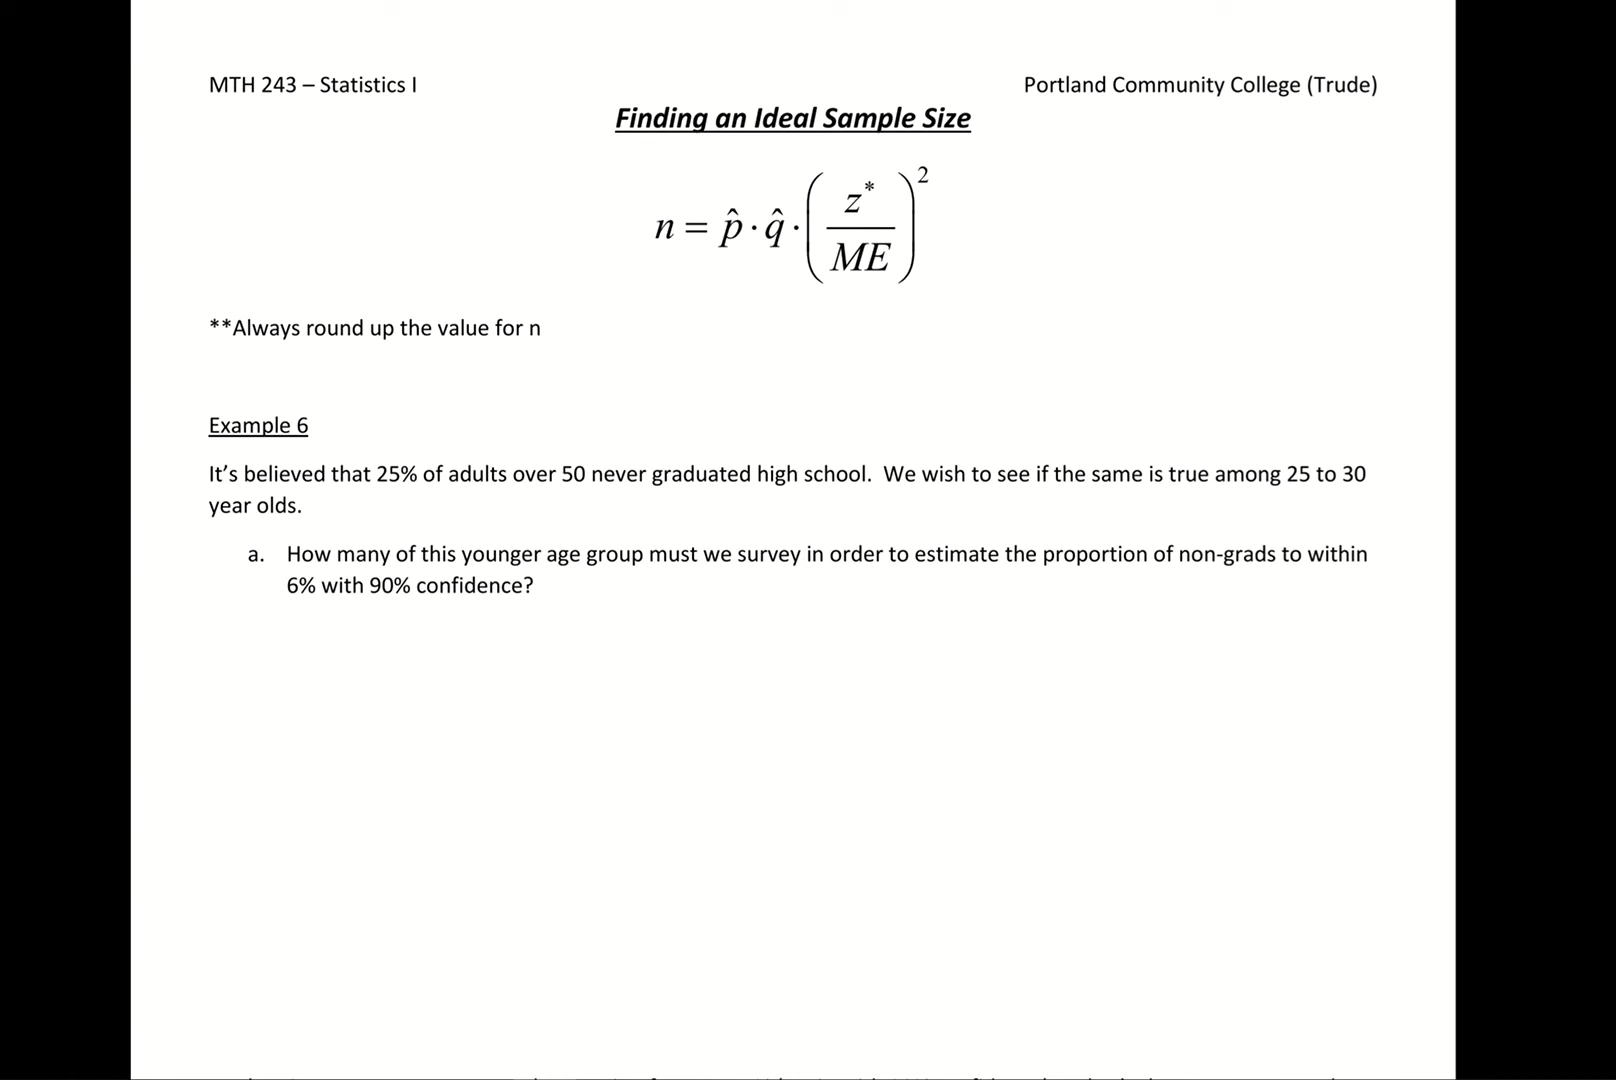 MTH 243 – Statistics I Portland Community College (Trude)
Finding an Ideal Sample Size
n = p̂ · q̂ · (z* / ME)²
**Always round up the value for n
Example 6
It’s believed that 25% of adults over 50 never graduated high school.  We wish to see if the same is true among 25 to 30
year olds.
a. How many of this younger age group must we survey in order to estimate the proportion of non-grads to within
6% with 90% confidence?